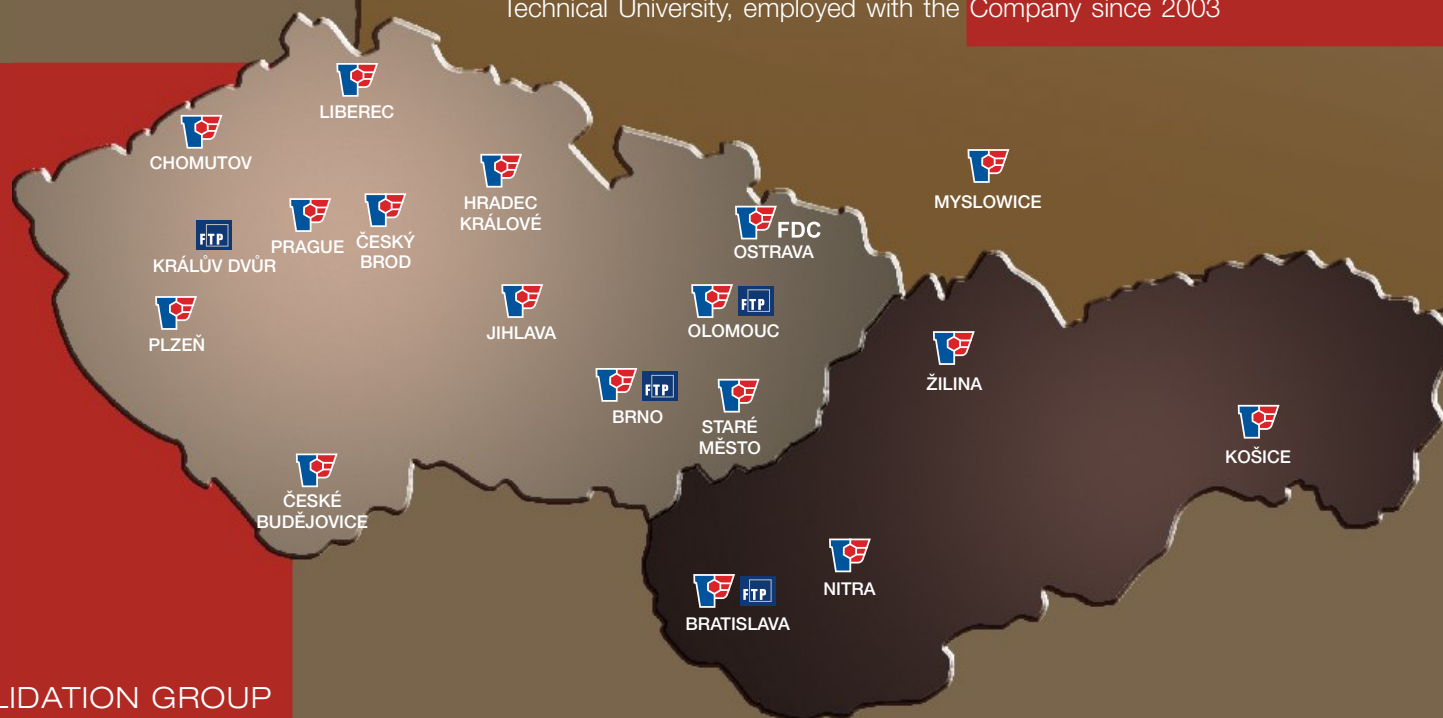 Technical University, employed with the Company since 2003
LIBEREC
CHOMUTOV
HRADEC
KRÁLOVÉ
MYSLOWICE
FTP
KRÁLŮV DVŮR
PRAGUE
ČESKÝ
BROD
FDC
OSTRAVA
PLZEŇ
JIHLAVA
FTP
OLOMOUC
ŽILINA
FTP
BRNO
STARÉ
MĚSTO
KOŠICE
ČESKÉ
BUDĚJOVICE
NITRA
FTP
BRATISLAVA
LIDATION GROUP